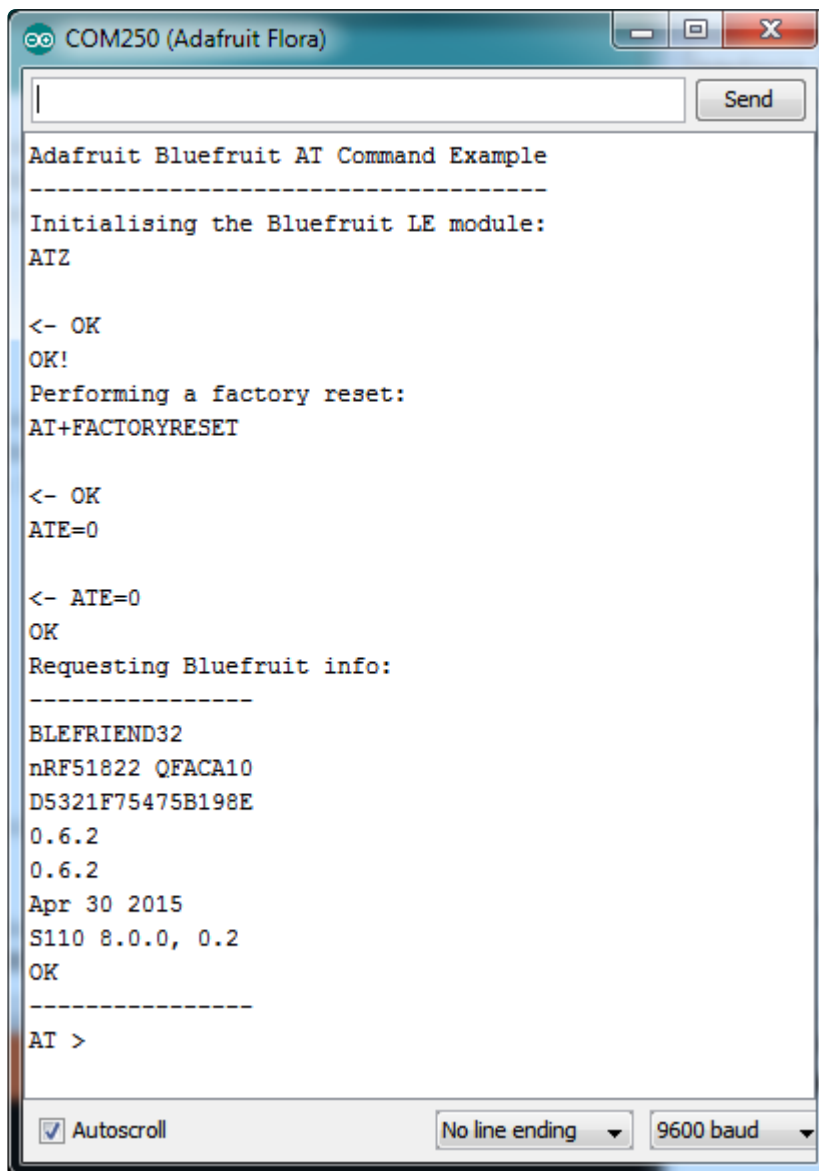 COM250 (Adafruit Flora)
Send
Adafruit Bluefruit AT Command Example
-------------------------------------
Initialising the Bluefruit LE module:
ATZ
<- OK
OK!
Performing a factory reset:
AT+FACTORYRESET
<- OK
ATE=0
<- ATE=0
OK
Requesting Bluefruit info:
----------------
BLEFRIEND32
nRF51822 QFACA10
D5321F75475B198E
0.6.2
0.6.2
Apr 30 2015
S110 8.0.0, 0.2
OK
----------------
AT >
Autoscroll No line ending 9600 baud